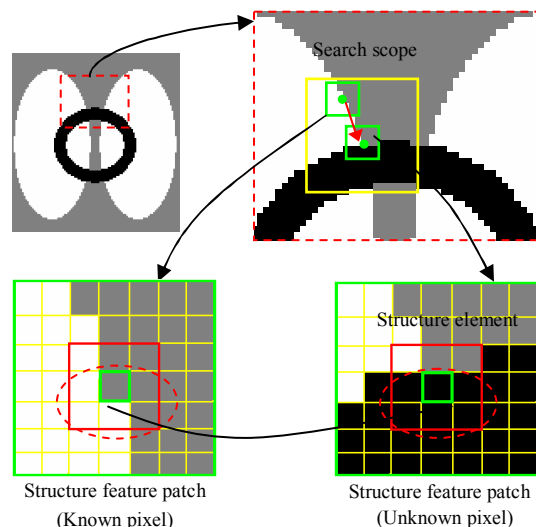 Search scope
Structure element
Structure feature patch
(Known pixel)
Structure feature patch
(Unknown pixel)